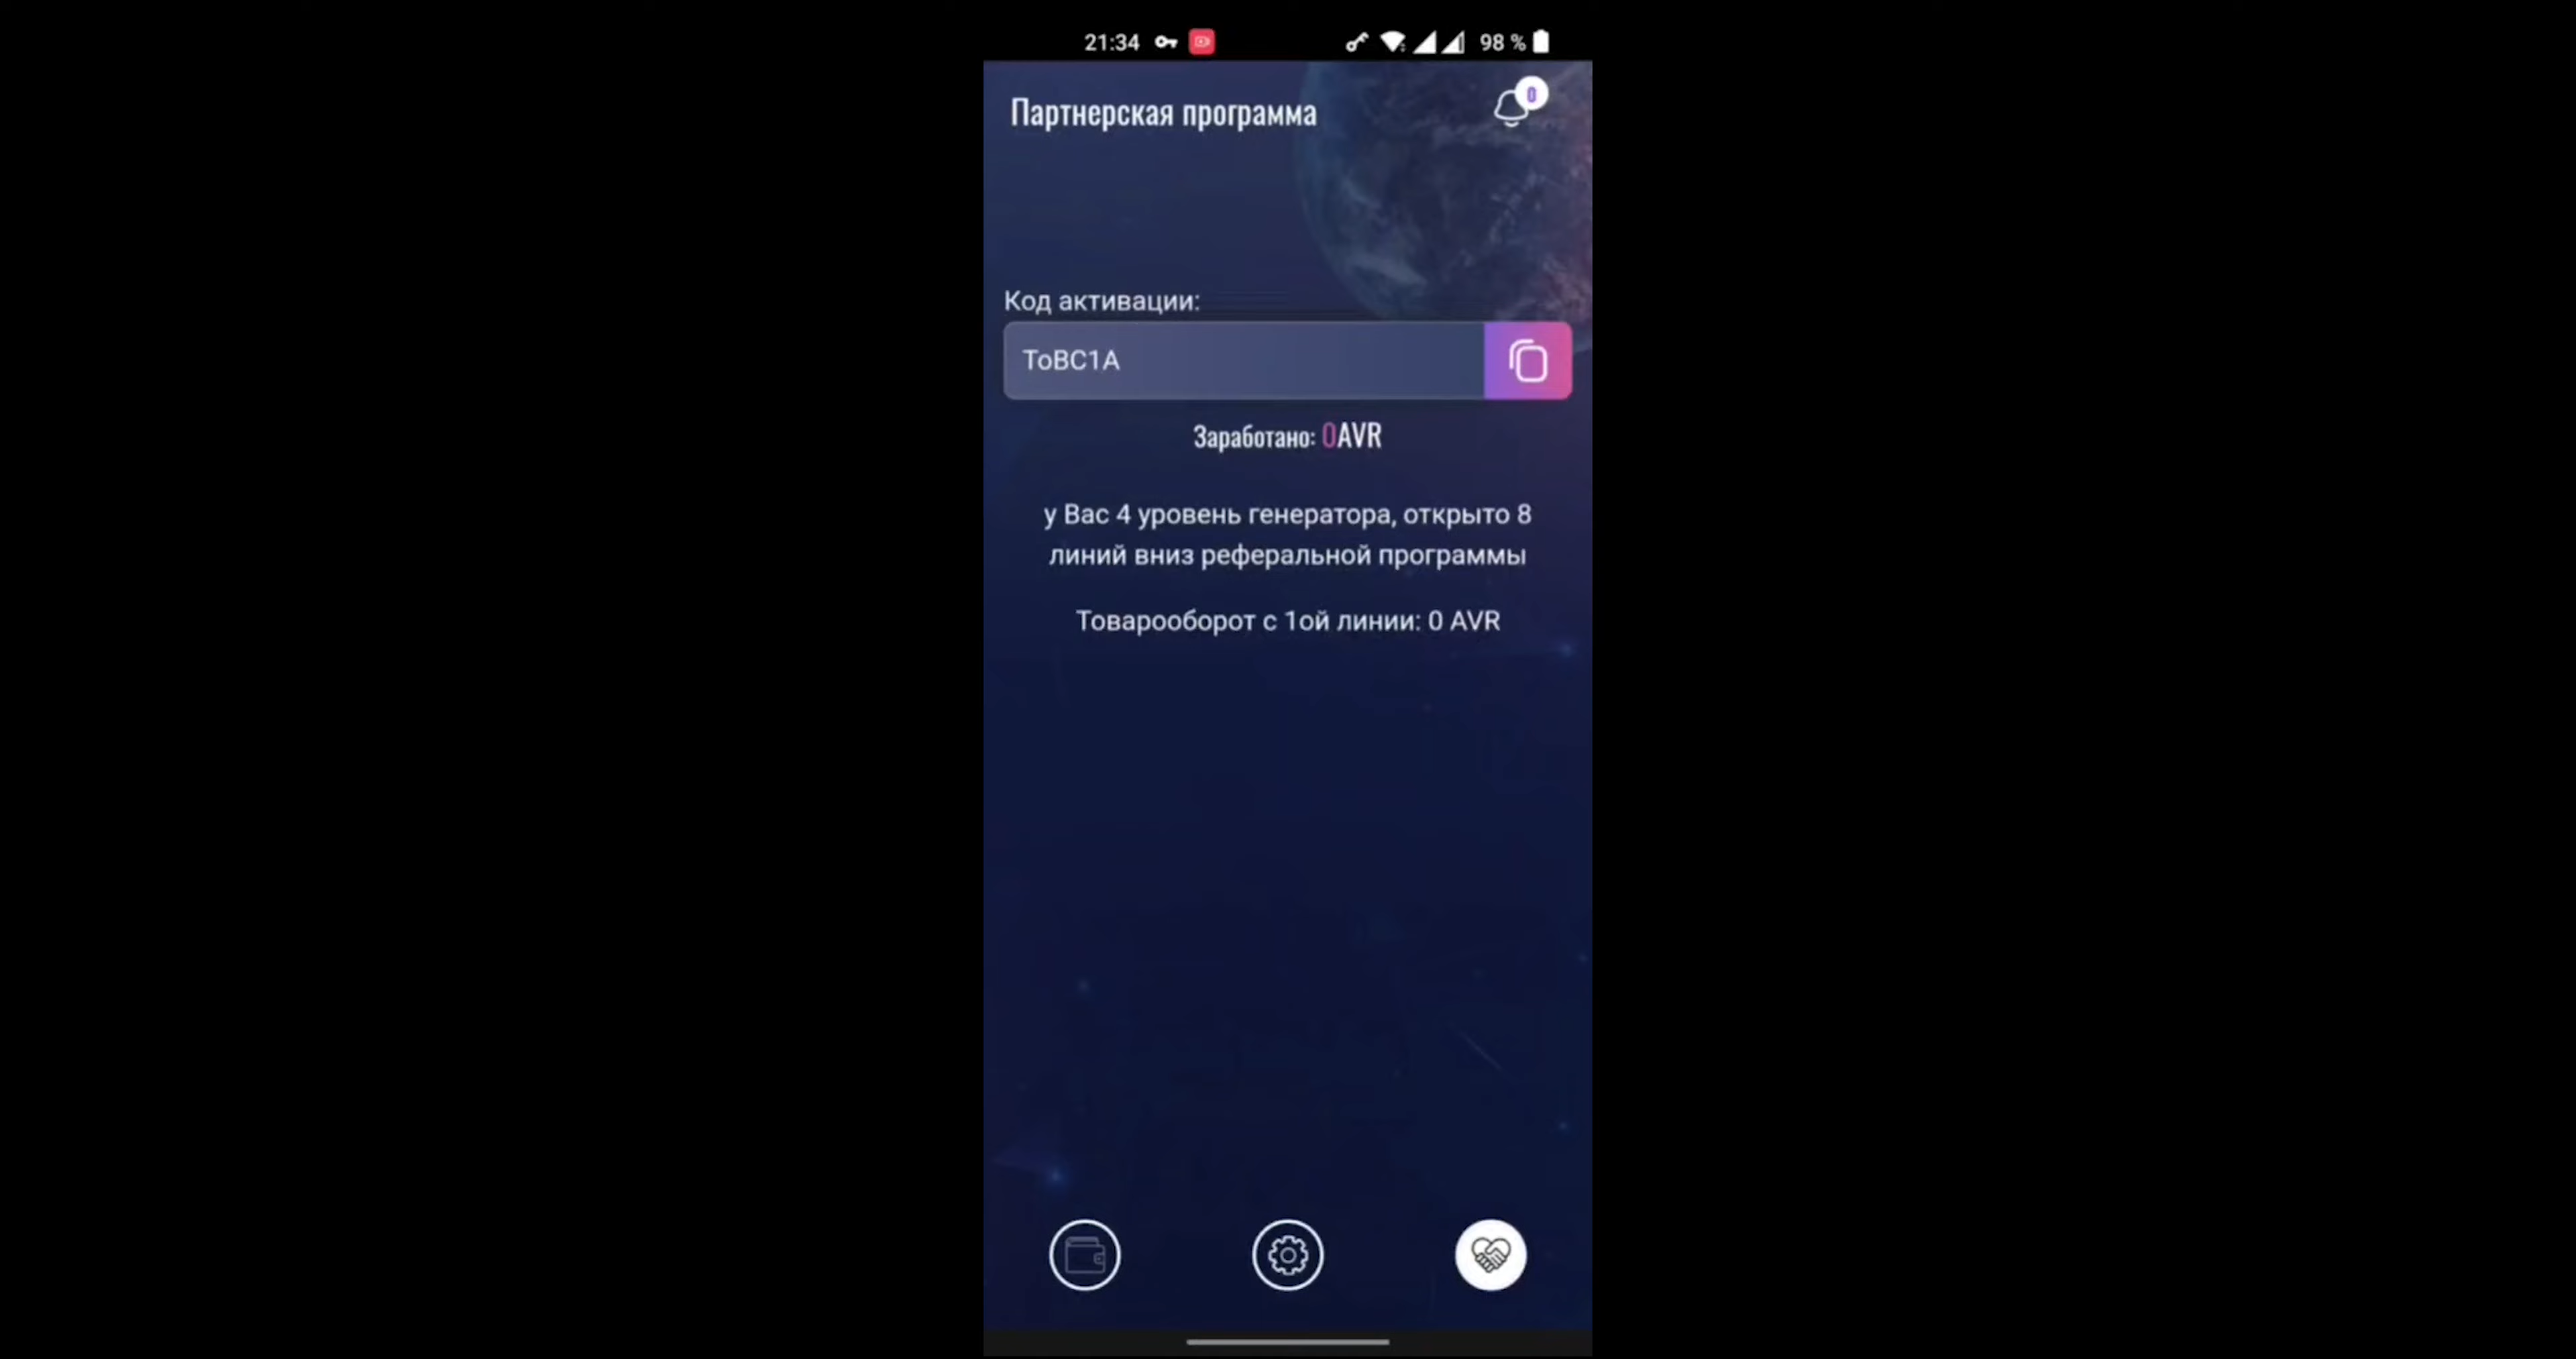 21:34
98 %
Партнерская программа
0
Код активации:
ToBC1A
Заработано: 0AVR
у Вас 4 уровень генератора, открыто 8
линий вниз реферальной программы
Товарооборот с 1ой линии: 0 AVR